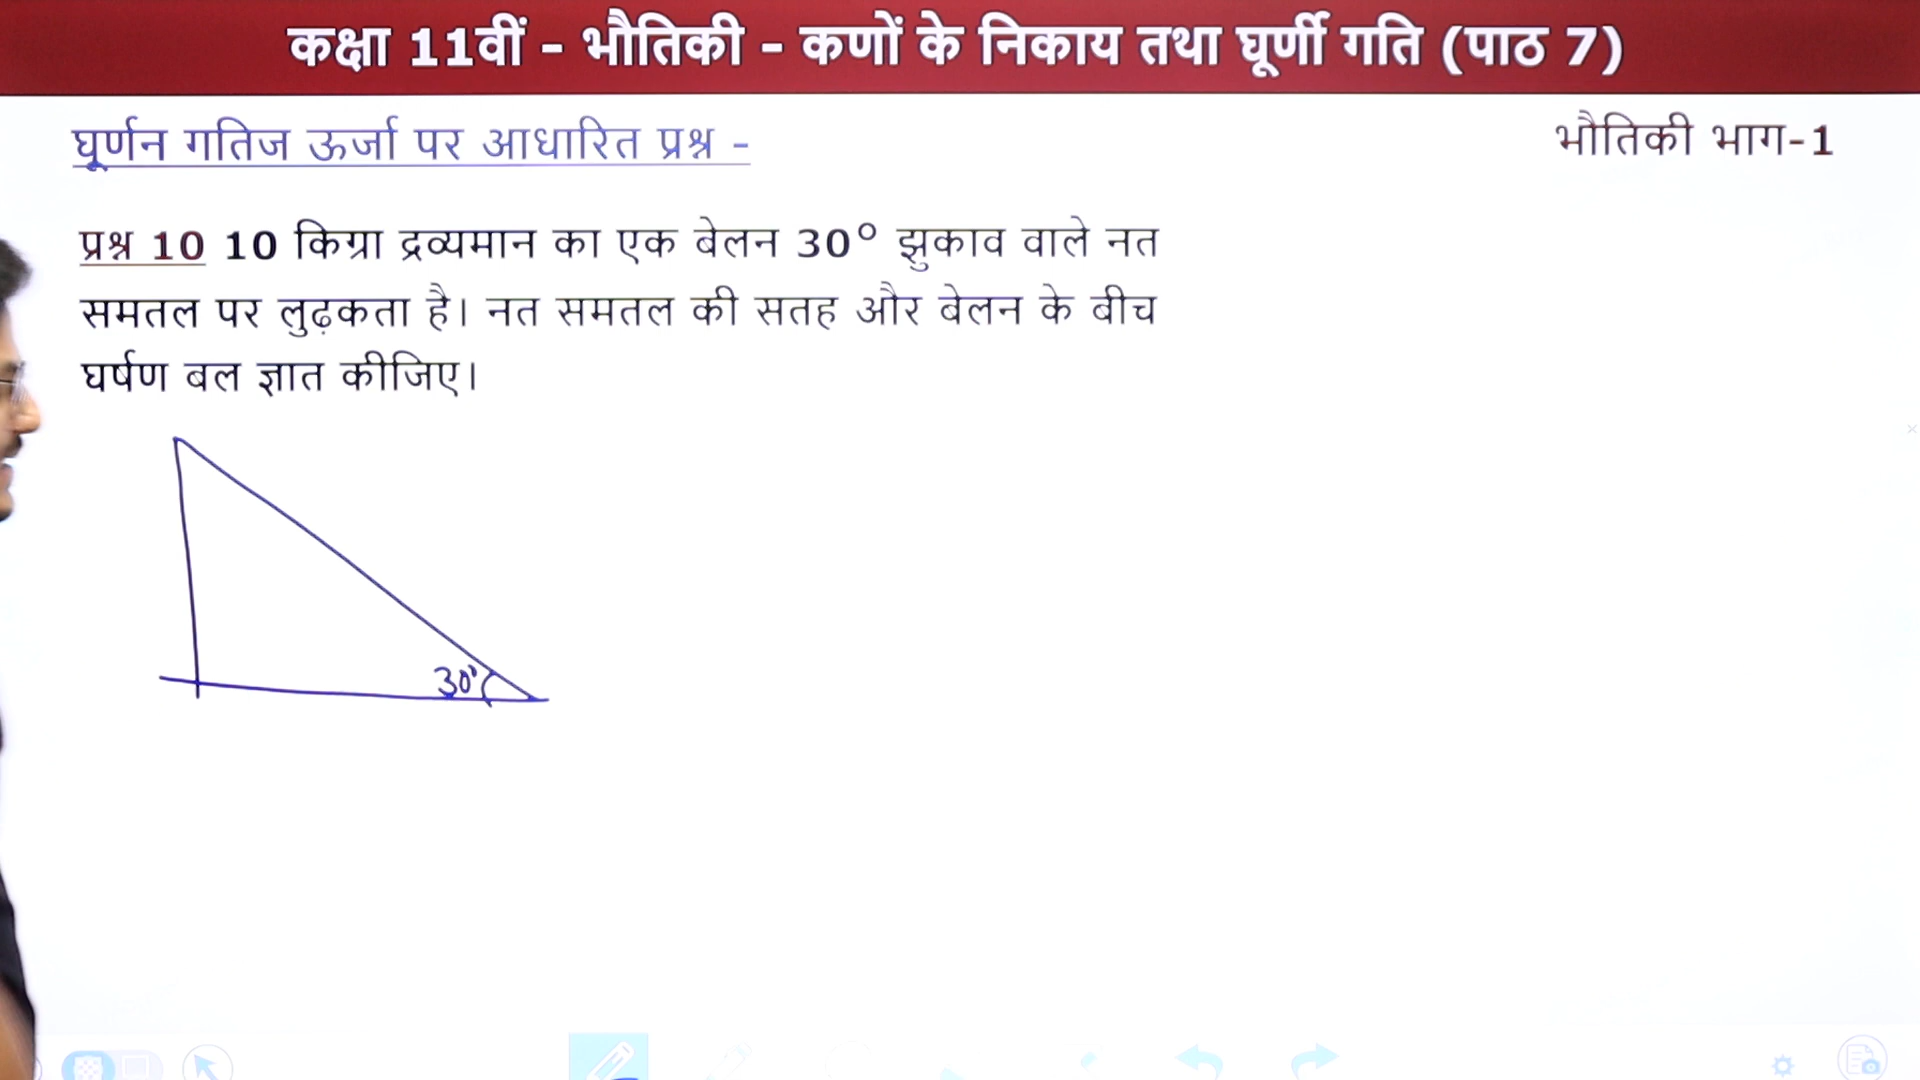 कक्षा 11वीं - भौतिकी - कणों के निकाय तथा घूर्णी गति (पाठ 7)
घूर्णन गतिज ऊर्जा पर आधारित प्रश्न -
भौतिकी भाग-1
प्रश्न 10 10 किग्रा द्रव्यमान का एक बेलन 30° झुकाव वाले नत
समतल पर लुढ़कता है। नत समतल की सतह और बेलन के बीच
घर्षण बल ज्ञात कीजिए।
30°